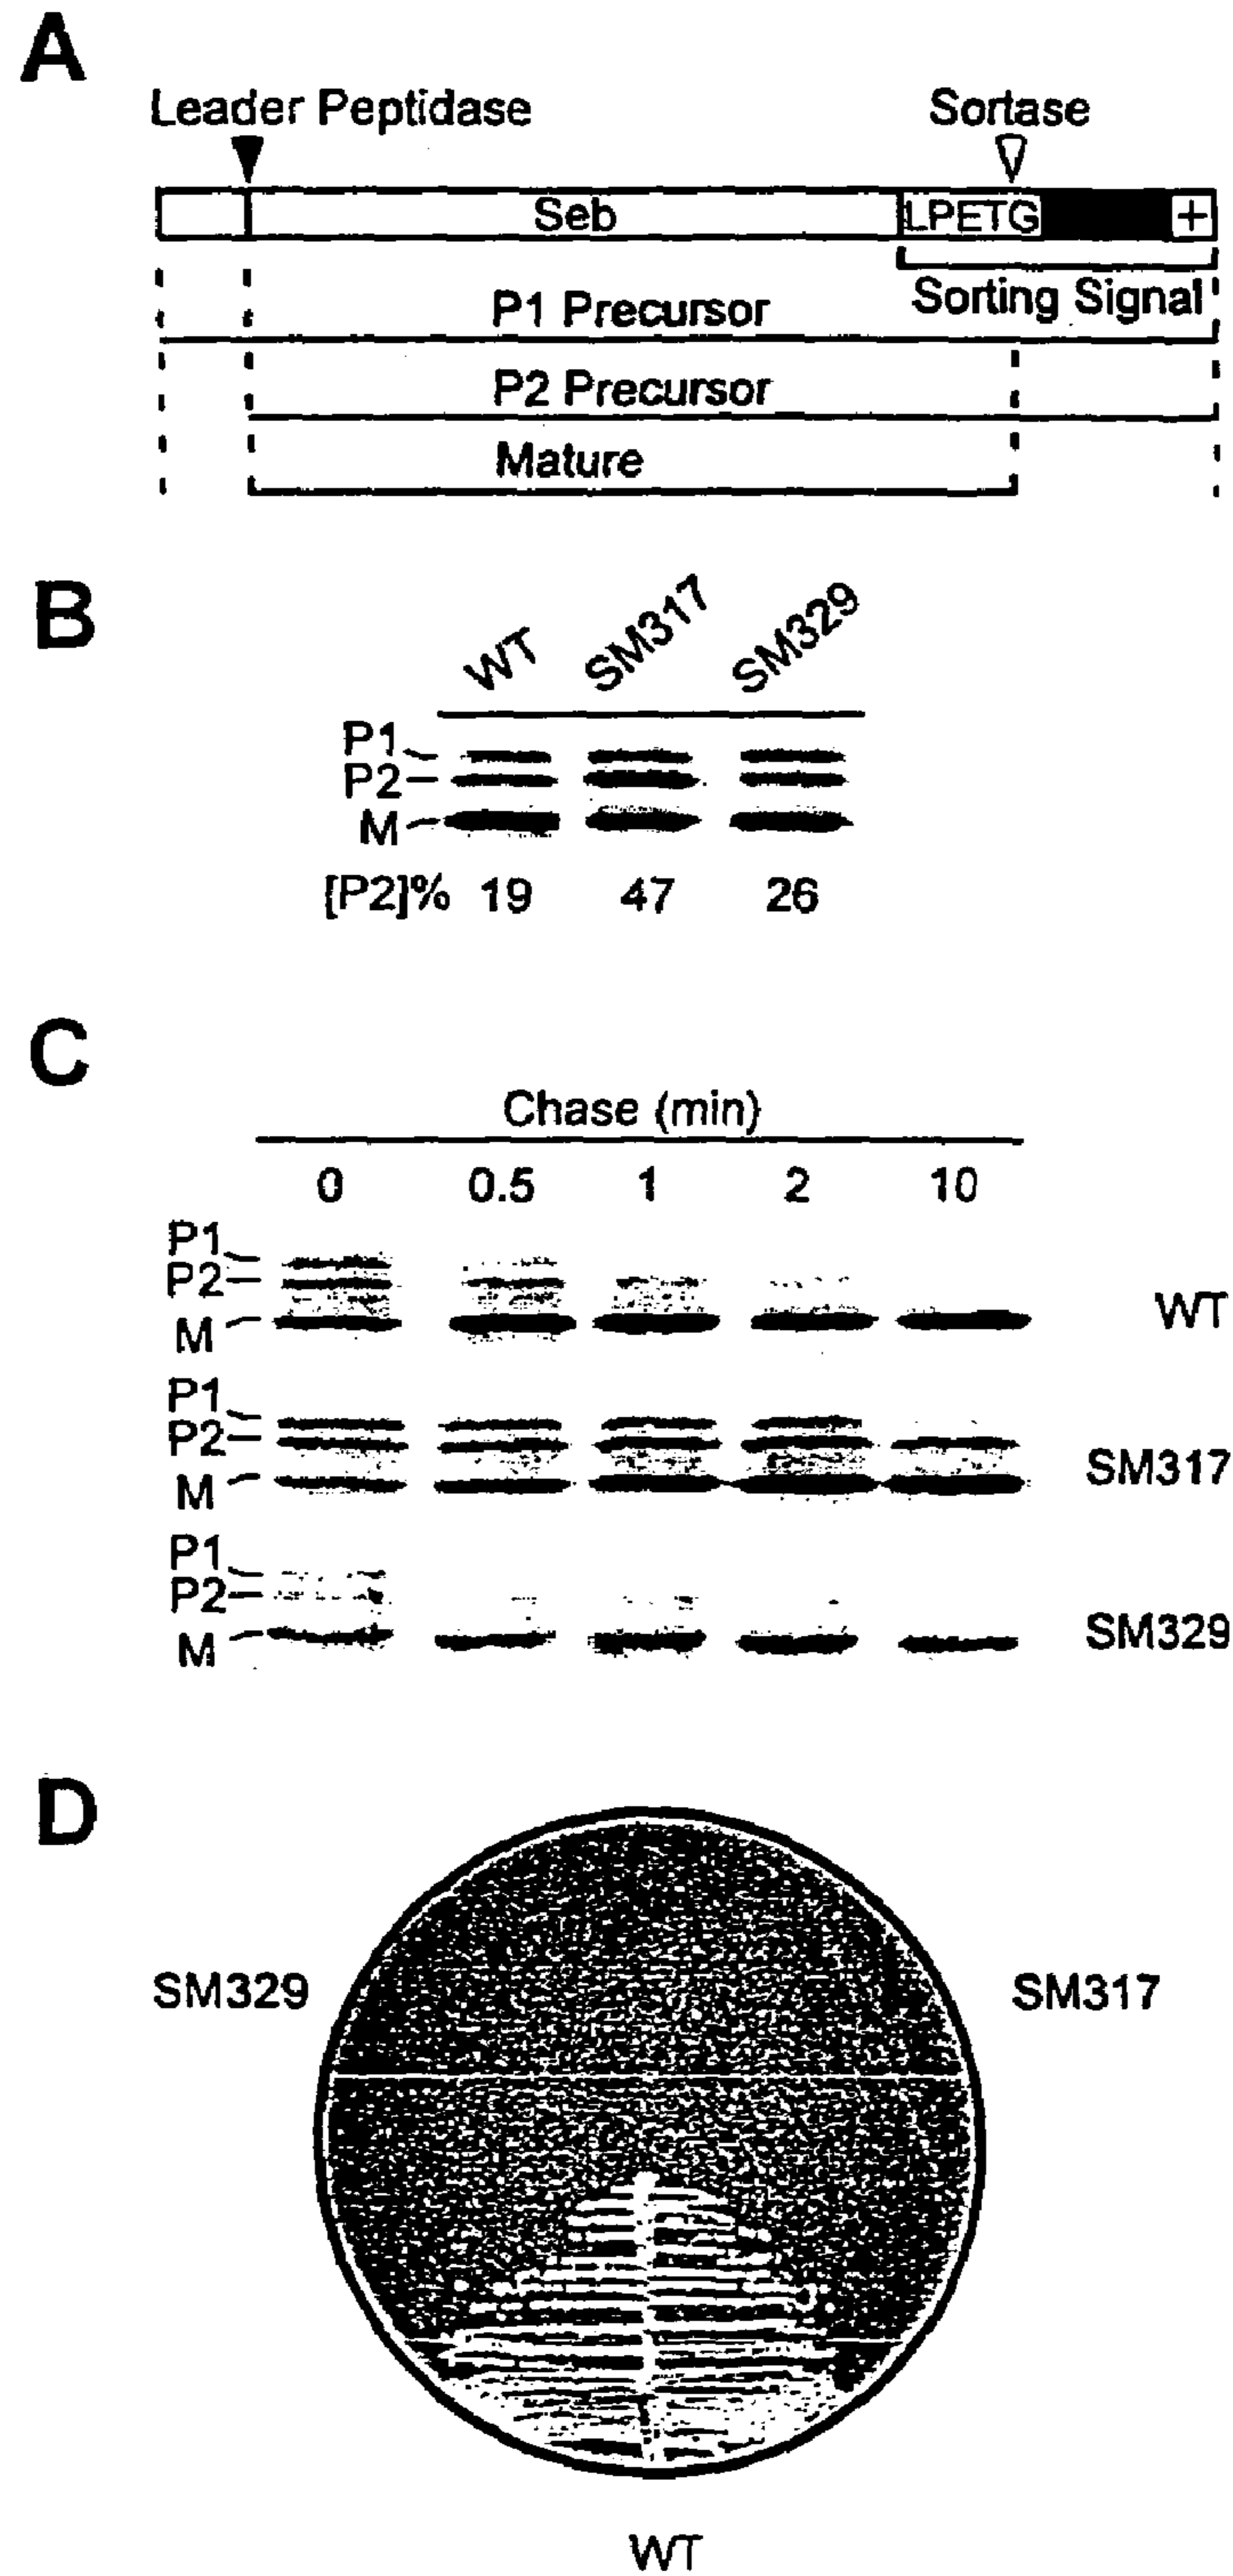 A
Leader Peptidase Sortase
Seb LPETG +
Sorting Signal
P1 Precursor
P2 Precursor
Mature
B
WT SM317 SM329
P1
P2
M
[P2]% 19 47 26
C
Chase (min)
0 0.5 1 2 10
P1
P2
M WT
P1
P2
M SM317
P1
P2
M SM329
D
SM329 SM317
WT